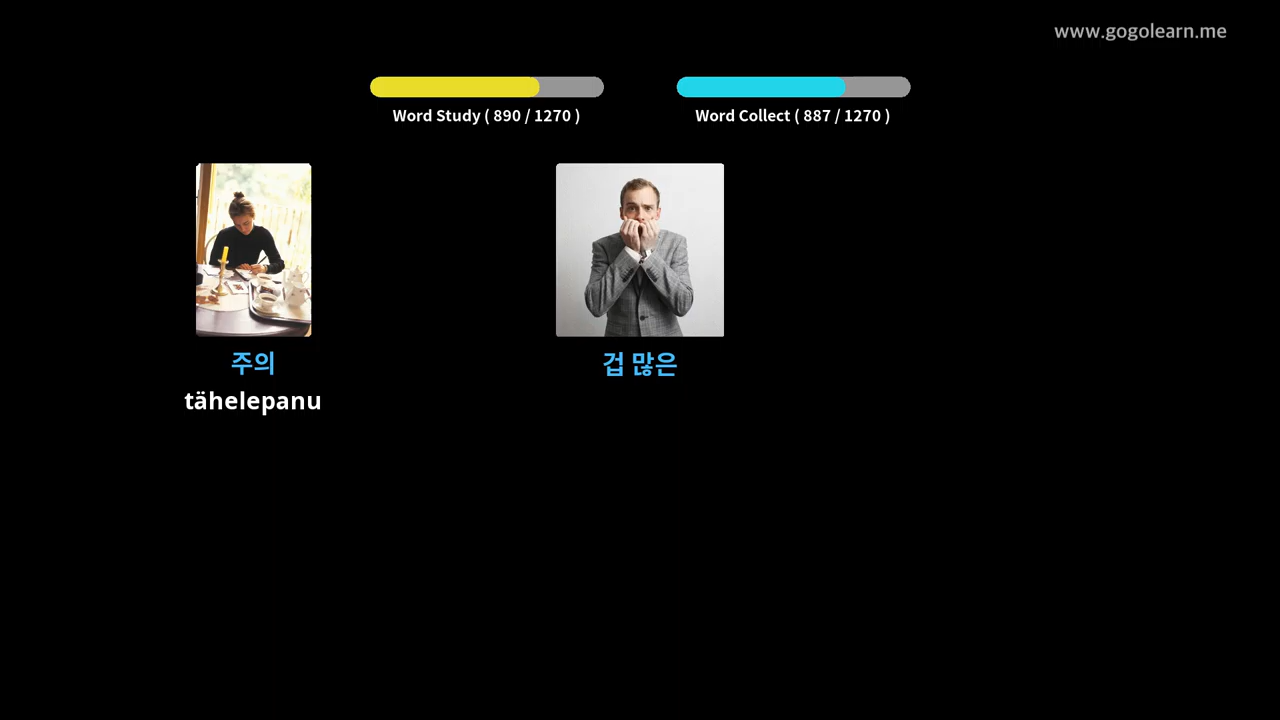 www.gogolearn.me
Word Study ( 890 / 1270 )
Word Collect ( 887 / 1270 )
주의
tähelepanu
겁 많은